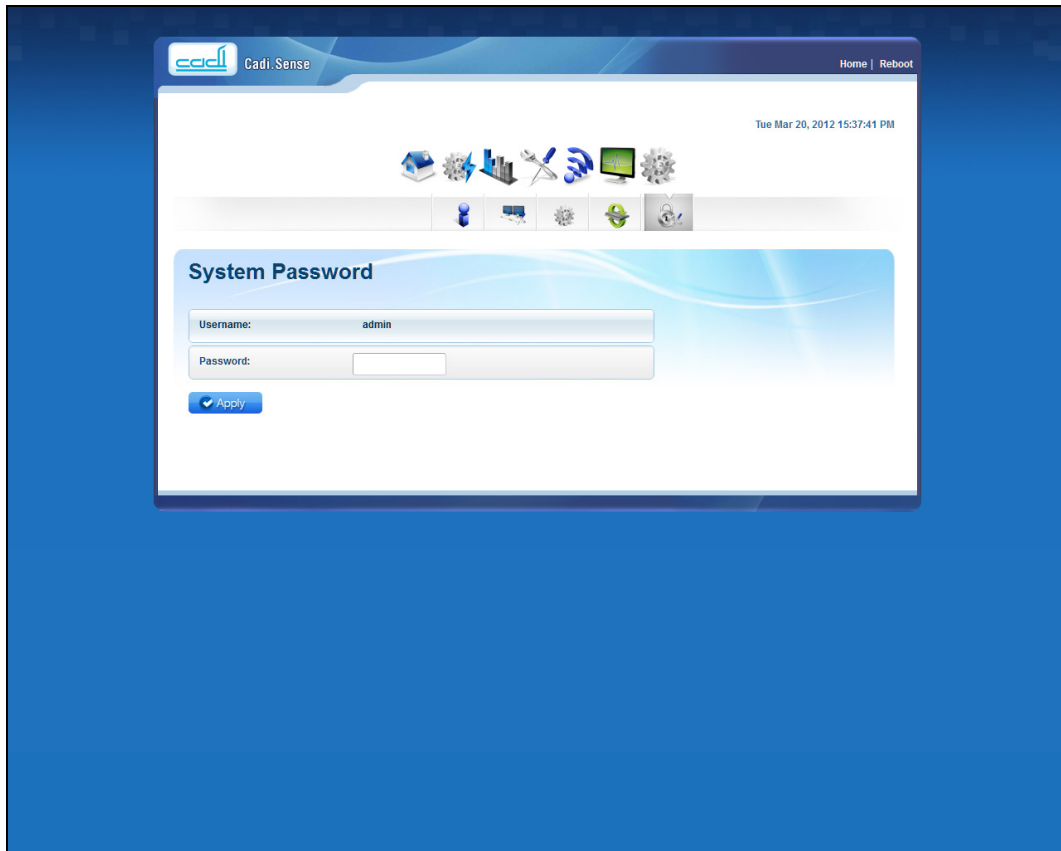 cadi
Cadi.Sense
Home | Reboot
Tue Mar 20, 2012 15:37:41 PM
System Password
Username: admin
Password:
Apply